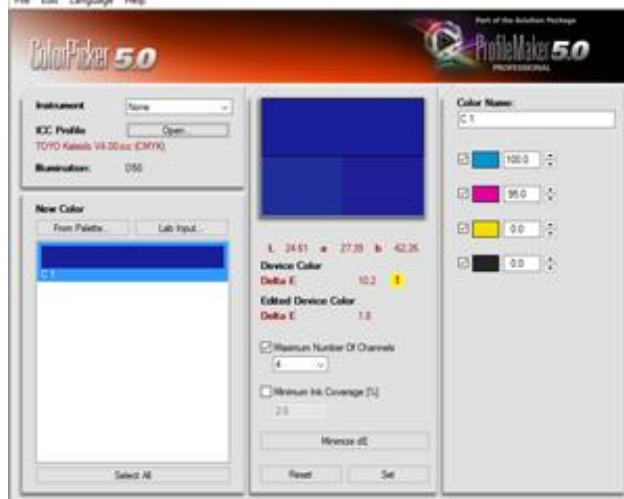 File Edit Language Help
ColorPicker 5.0
Part of the Solution Package
ProfileMaker 5.0
PROFESSIONAL
Instrument None
ICC Profile Open...
TOYO Kaleido V4.00.icc (CMYK)
Illumination: D50
New Color
From Palette... Lab Input...
C 1
Select All
L 24.61 a 27.39 b -62.26
Device Color
Delta E 10.2 !
Edited Device Color
Delta E 1.8
Maximum Number Of Channels
4
Minimum Ink Coverage [%]
2.0
Minimize dE
Reset Set
Color Name:
C 1
100.0
95.0
0.0
0.0